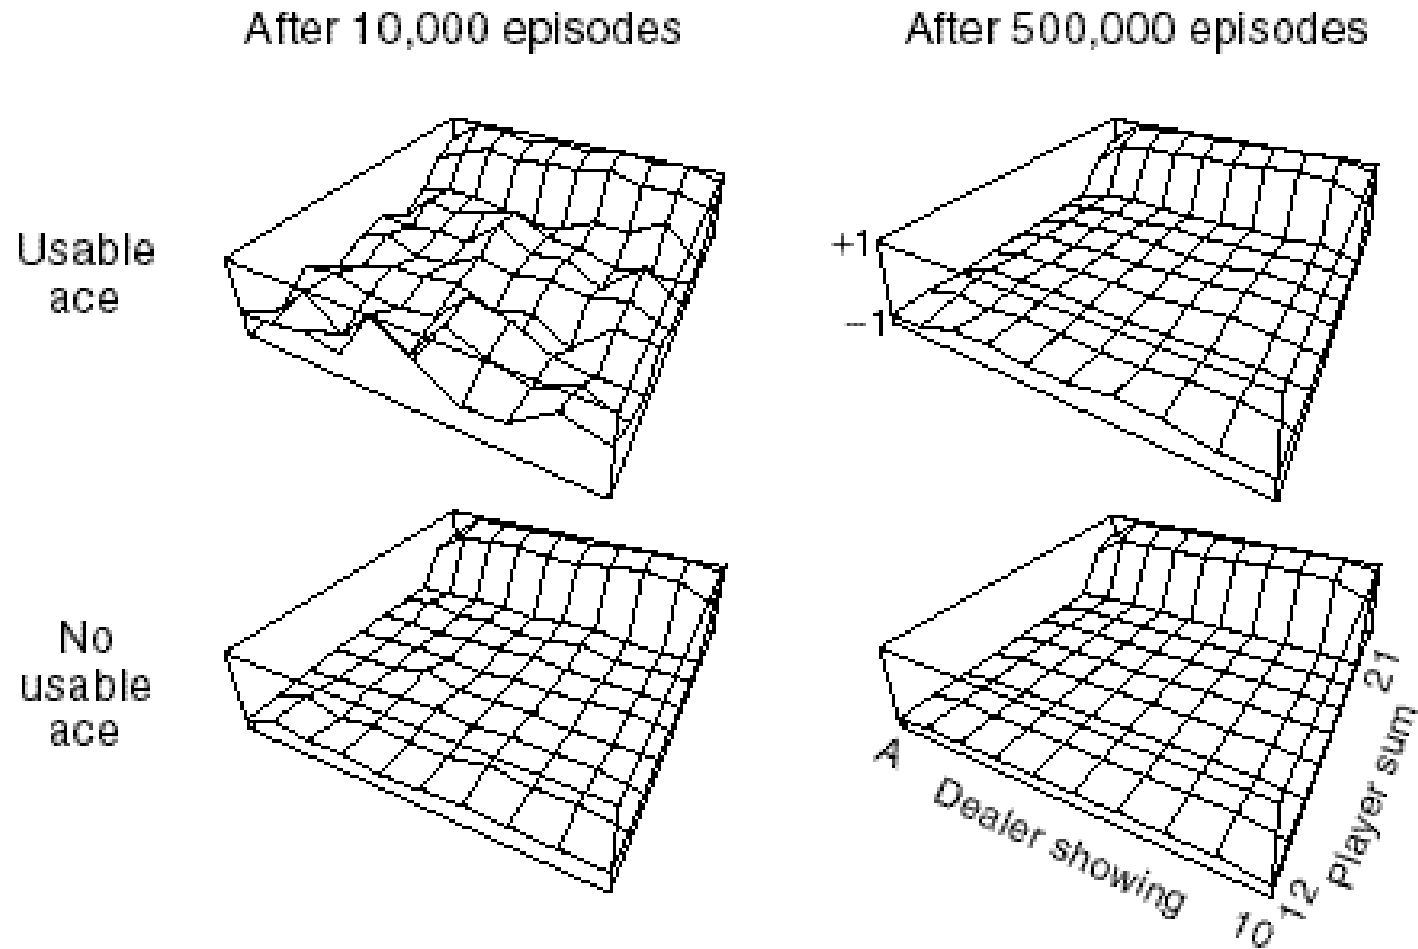 After 10,000 episodes
After 500,000 episodes
Usable
ace
+1
−1
No
usable
ace
A
Dealer showing
10
12
Player sum
21